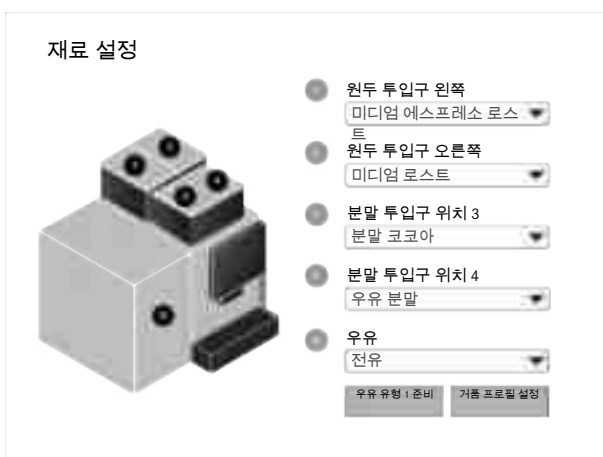 재료 설정
원두 투입구 왼쪽
미디엄 에스프레소 로스
트
원두 투입구 오른쪽
미디엄 로스트
분말 투입구 위치 3
분말 코코아
분말 투입구 위치 4
우유 분말
우유
전유
우유 유형 1 준비 거품 프로필 설정